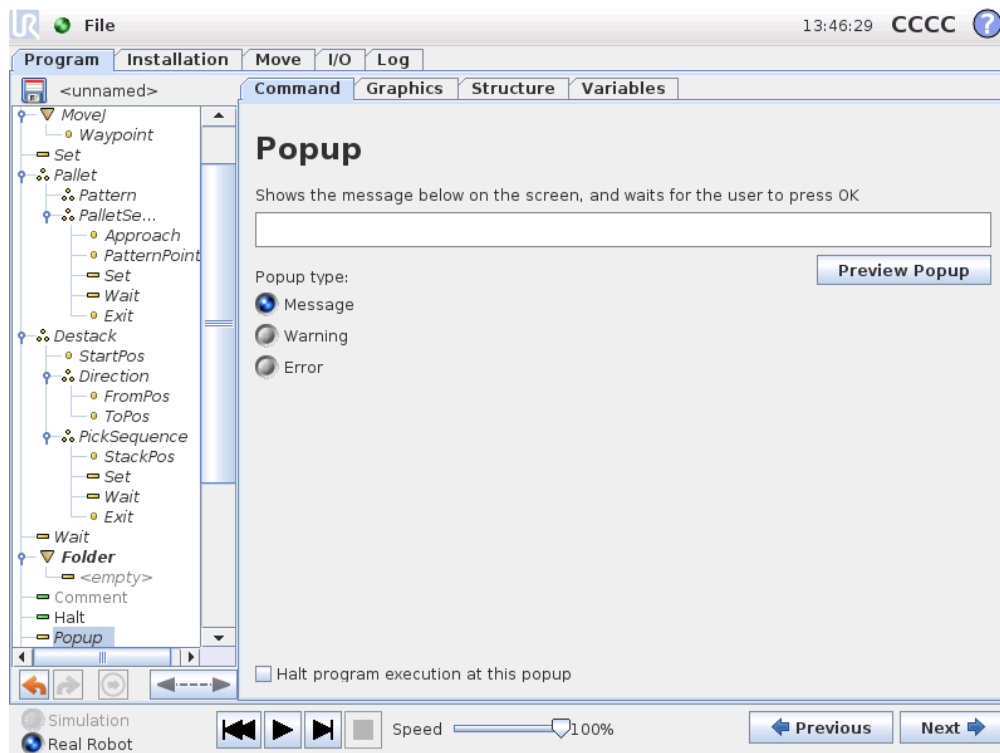 UR File 13:46:29 CCCC ?
Program Installation Move I/O Log
<unnamed>
Command Graphics Structure Variables
MoveJ
Waypoint
Set
Pallet
Pattern
PalletSe...
Approach
PatternPoint
Set
Wait
Exit
Destack
StartPos
Direction
FromPos
ToPos
PickSequence
StackPos
Set
Wait
Exit
Wait
Folder
<empty>
Comment
Halt
Popup
Popup
Shows the message below on the screen, and waits for the user to press OK
Preview Popup
Popup type:
Message
Warning
Error
Halt program execution at this popup
Simulation
Real Robot
Speed 100%
Previous Next